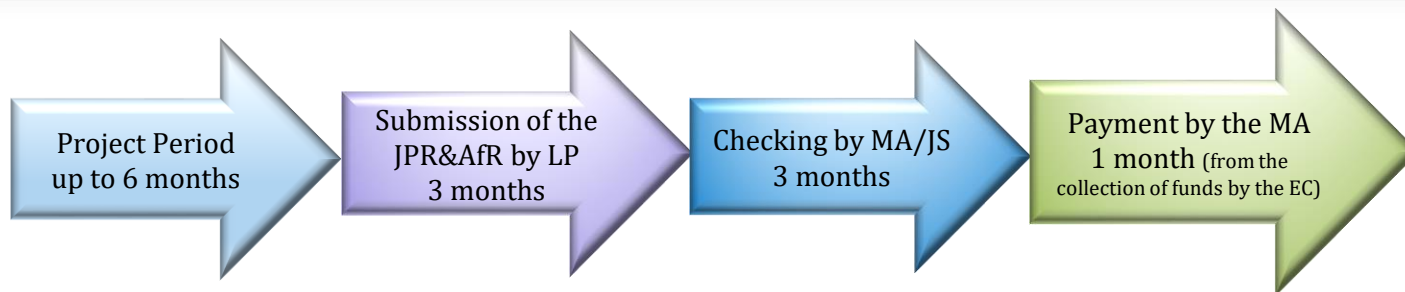 Project Period
up to 6 months
Submission of the
JPR&AfR by LP
3 months
Checking by MA/JS
3 months
Payment by the MA
1 month (from the
collection of funds by the EC)